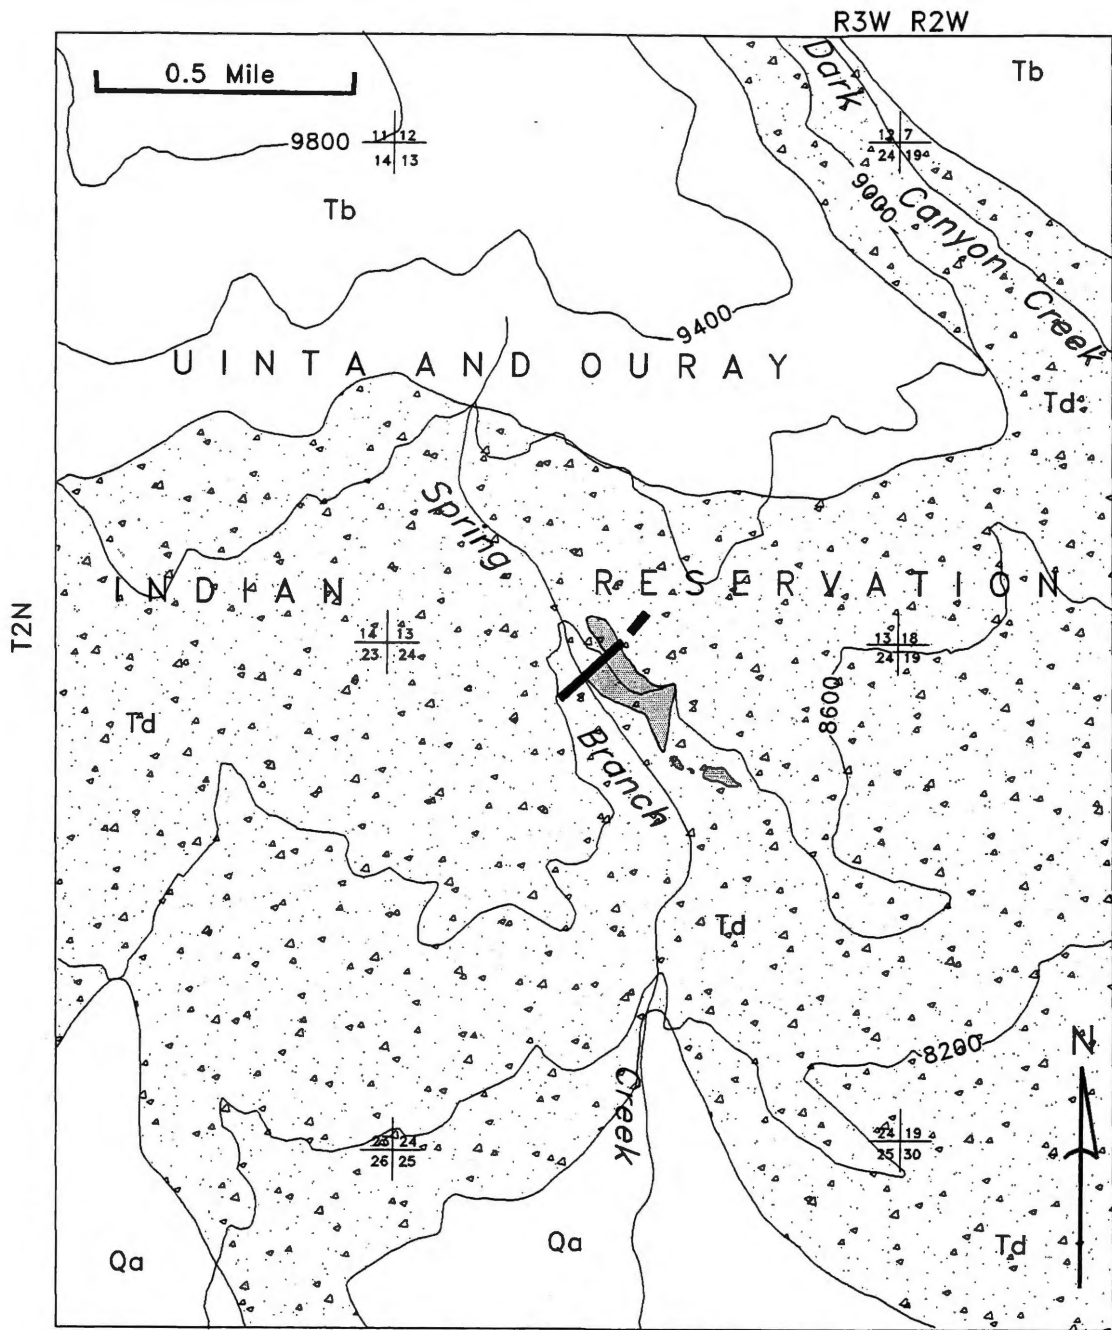 R3W R2W
0.5 Mile
Dark
Tb
9800
11 12
14 13
12 7
24 19
Tb
9000
Canyon
Creek
9400
UINTA AND OURAY
Td
Spring
INDIAN RESERVATION
T2N
14 13
23 24
13 18
24 19
8600
Td
Branch
Td
8200
N
Creek
23 24
26 25
24 19
25 30
Qa
Qa
Td